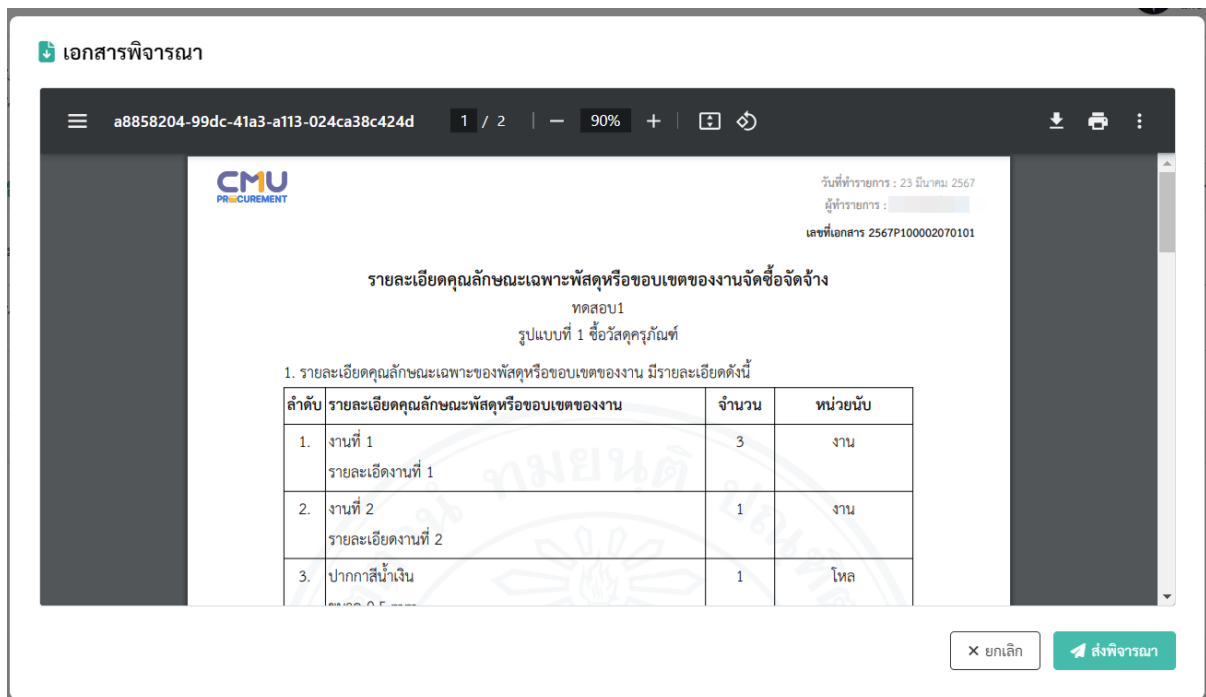 เอกสารพิจารณา
a8858204-99dc-41a3-a113-024ca38c424d 1 / 2 90%
CMU
PROCUREMENT
วันที่ทำรายการ : 23 มีนาคม 2567
ผู้ทำรายการ :
เลขที่เอกสาร 2567P100002070101
รายละเอียดคุณลักษณะเฉพาะพัสดุหรือขอบเขตของงานจัดซื้อจัดจ้าง
ทดสอบ1
รูปแบบที่ 1 ซื้อวัสดุครุภัณฑ์
1. รายละเอียดคุณลักษณะเฉพาะของพัสดุหรือขอบเขตของงาน มีรายละเอียดดังนี้
ลำดับ รายละเอียดคุณลักษณะพัสดุหรือขอบเขตของงาน จำนวน หน่วยนับ
1. งานที่ 1 3 งาน
รายละเอีดงานที่ 1
2. งานที่ 2 1 งาน
รายละเอียดงานที่ 2
3. ปากกาสีน้ำเงิน 1 โหล
ยกเลิก ส่งพิจารณา